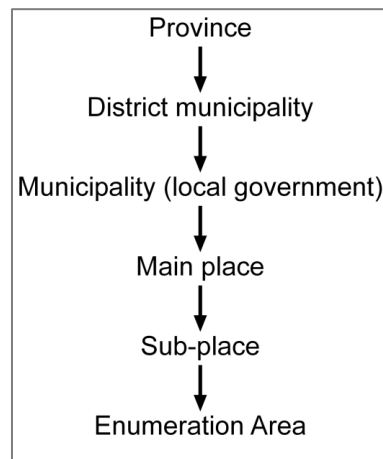 Province
District municipality
Municipality (local government)
Main place
Sub-place
Enumeration Area